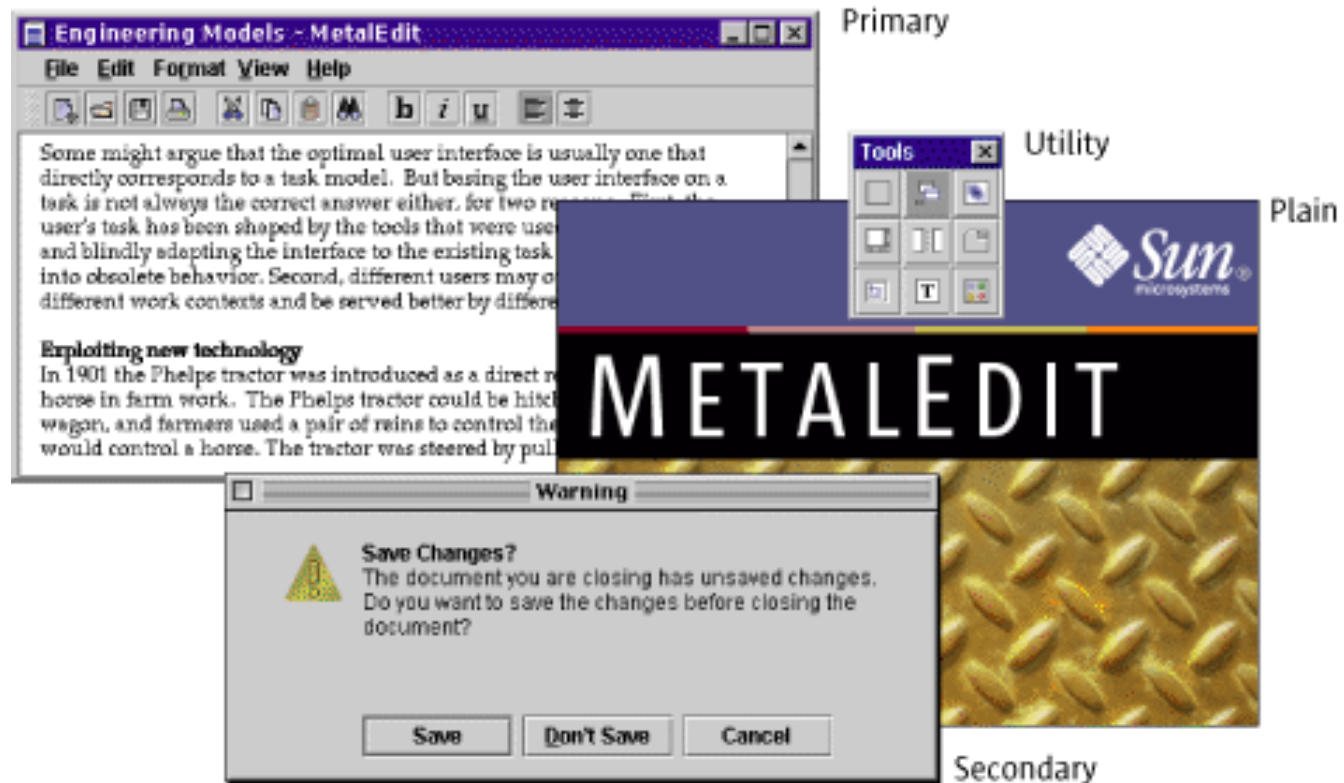 Engineering Models - MetalEdit
Primary
File Edit Format View Help
b i u
Some might argue that the optimal user interface is usually one that
directly corresponds to a task model. But basing the user interface on a
task is not always the correct answer either, for two reasons. First, the
user's task has been shaped by the tools that were used
and blindly adapting the interface to the existing task
into obsolete behavior. Second, different users may
different work contexts and be served better by
Exploiting new technology
In 1901 the Phelps tractor was introduced as a direct
horse in farm work. The Phelps tractor could be
wagon, and farmers used a pair of reins to control the
would control a horse. The tractor was steered by
Tools
Utility
T
Plain
Sun
microsystems
METALEDIT
Warning
Save Changes?
The document you are closing has unsaved changes.
Do you want to save the changes before closing the
document?
Save Don't Save Cancel
Secondary